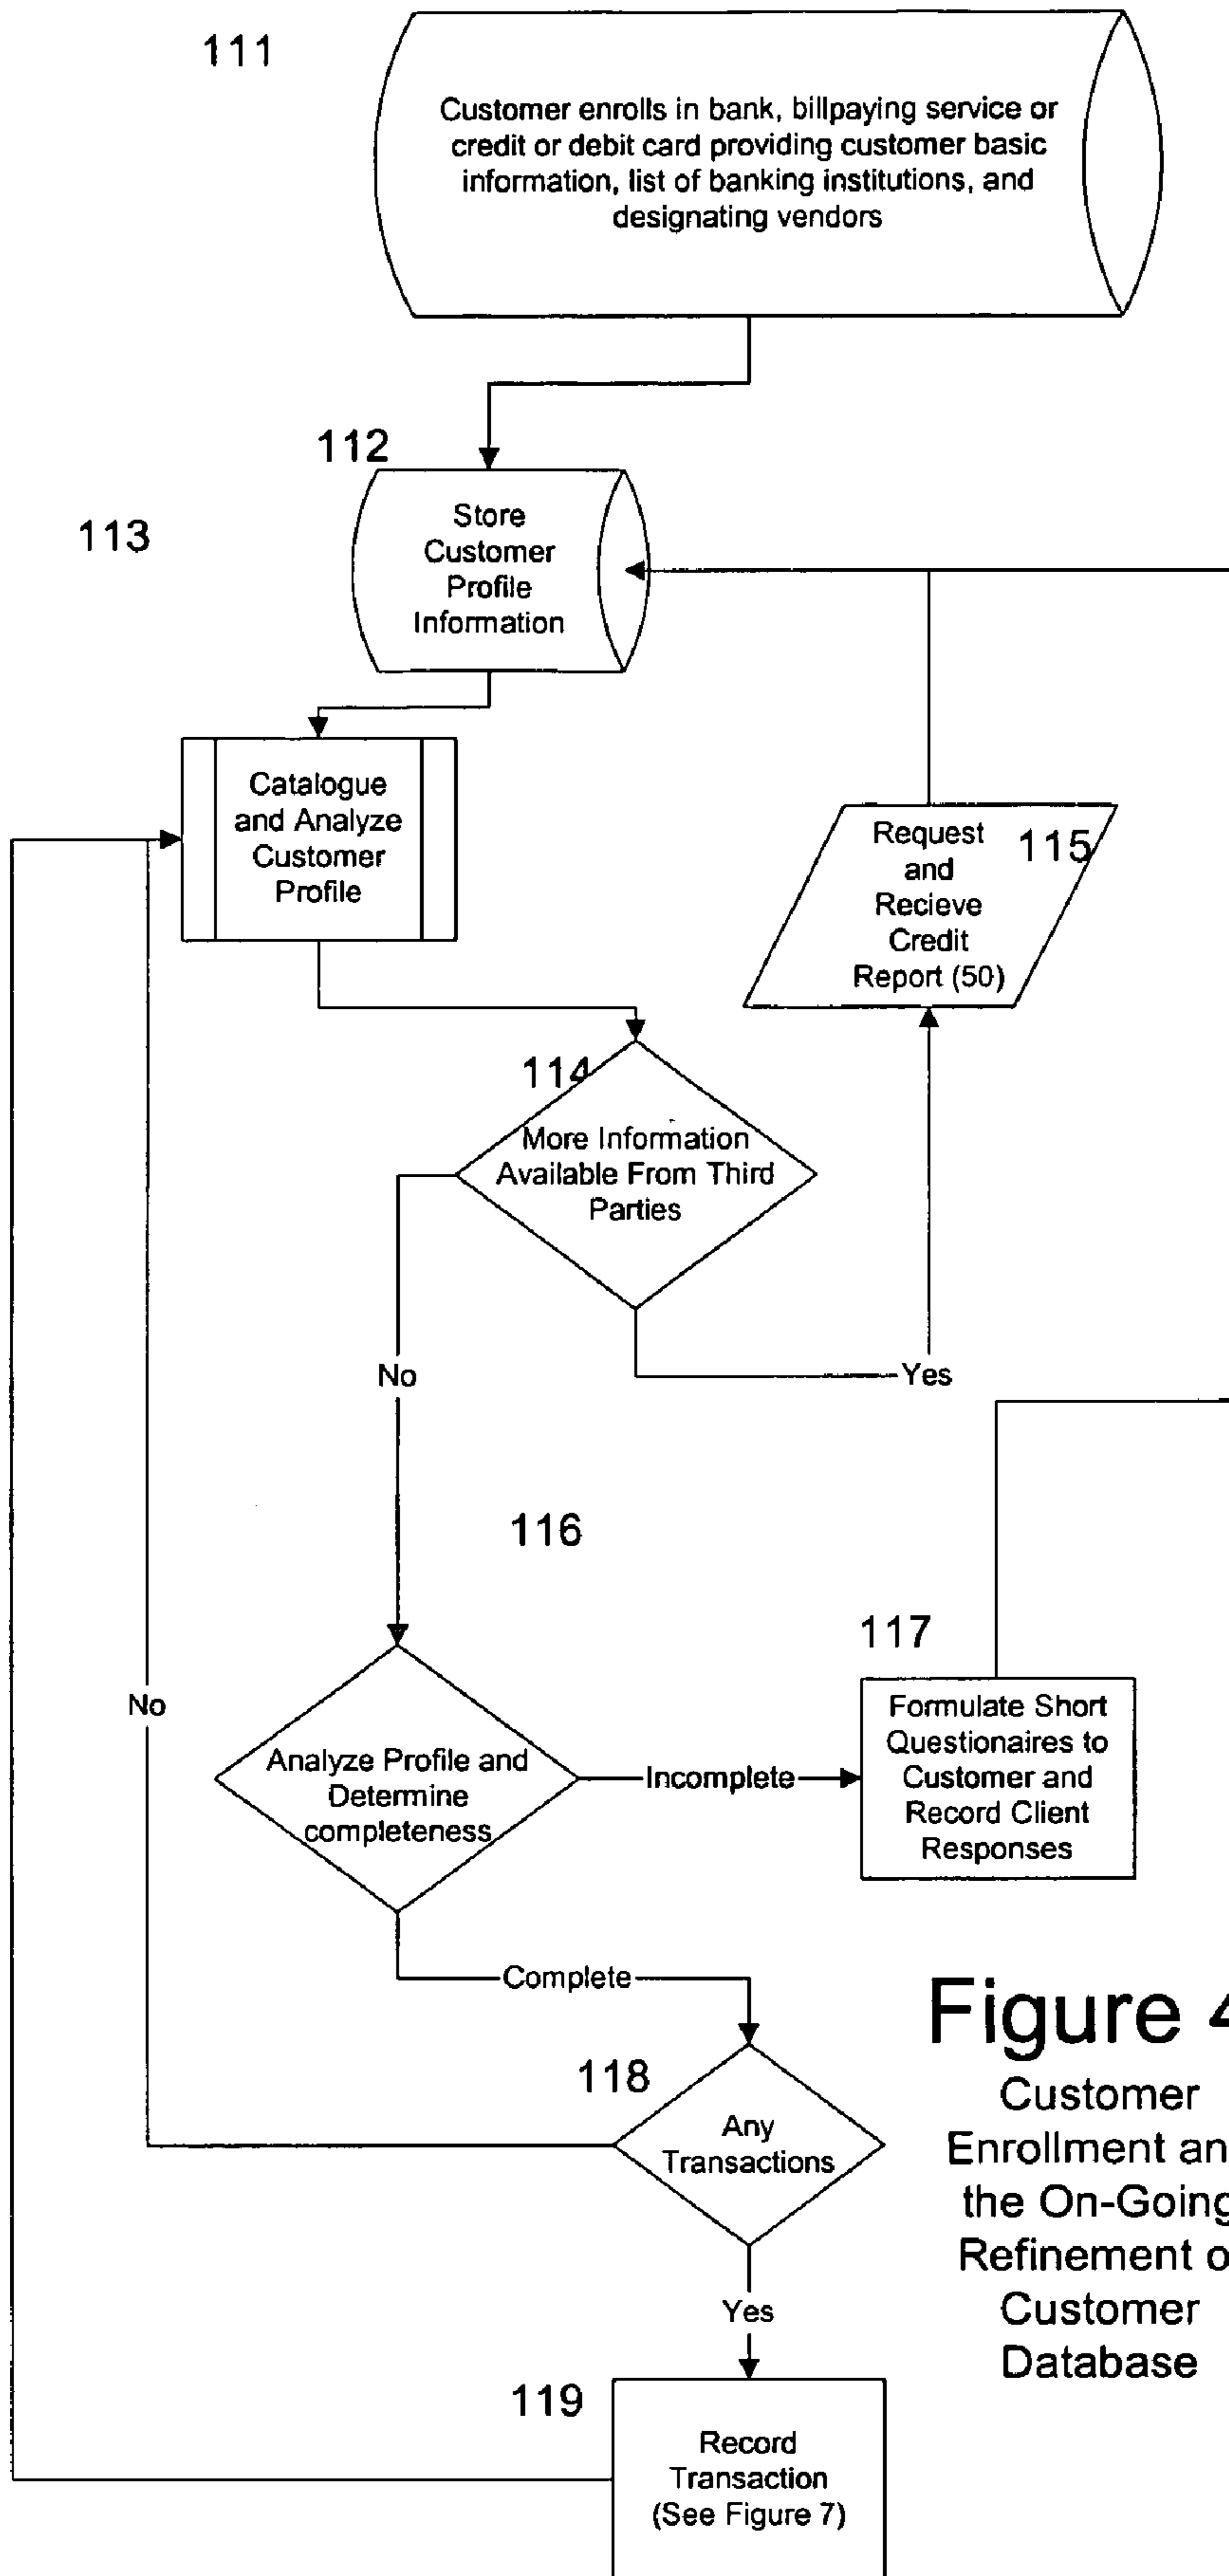 111
Customer enrolls in bank, billpaying service or
credit or debit card providing customer basic
information, list of banking institutions, and
designating vendors
112
113
Store
Customer
Profile
Information
Catalogue
and Analyze
Customer
Profile
Request
and
Recieve
Credit
Report (50)
115
114
More Information
Available From Third
Parties
No
Yes
116
117
No
Analyze Profile and
Determine
completeness
Incomplete
Formulate Short
Questionaires to
Customer and
Record Client
Responses
Complete
Figure 4
Customer
Enrollment an
the On-Going
Refinement o
Customer
Database
118
Any
Transactions
Yes
119
Record
Transaction
(See Figure 7)